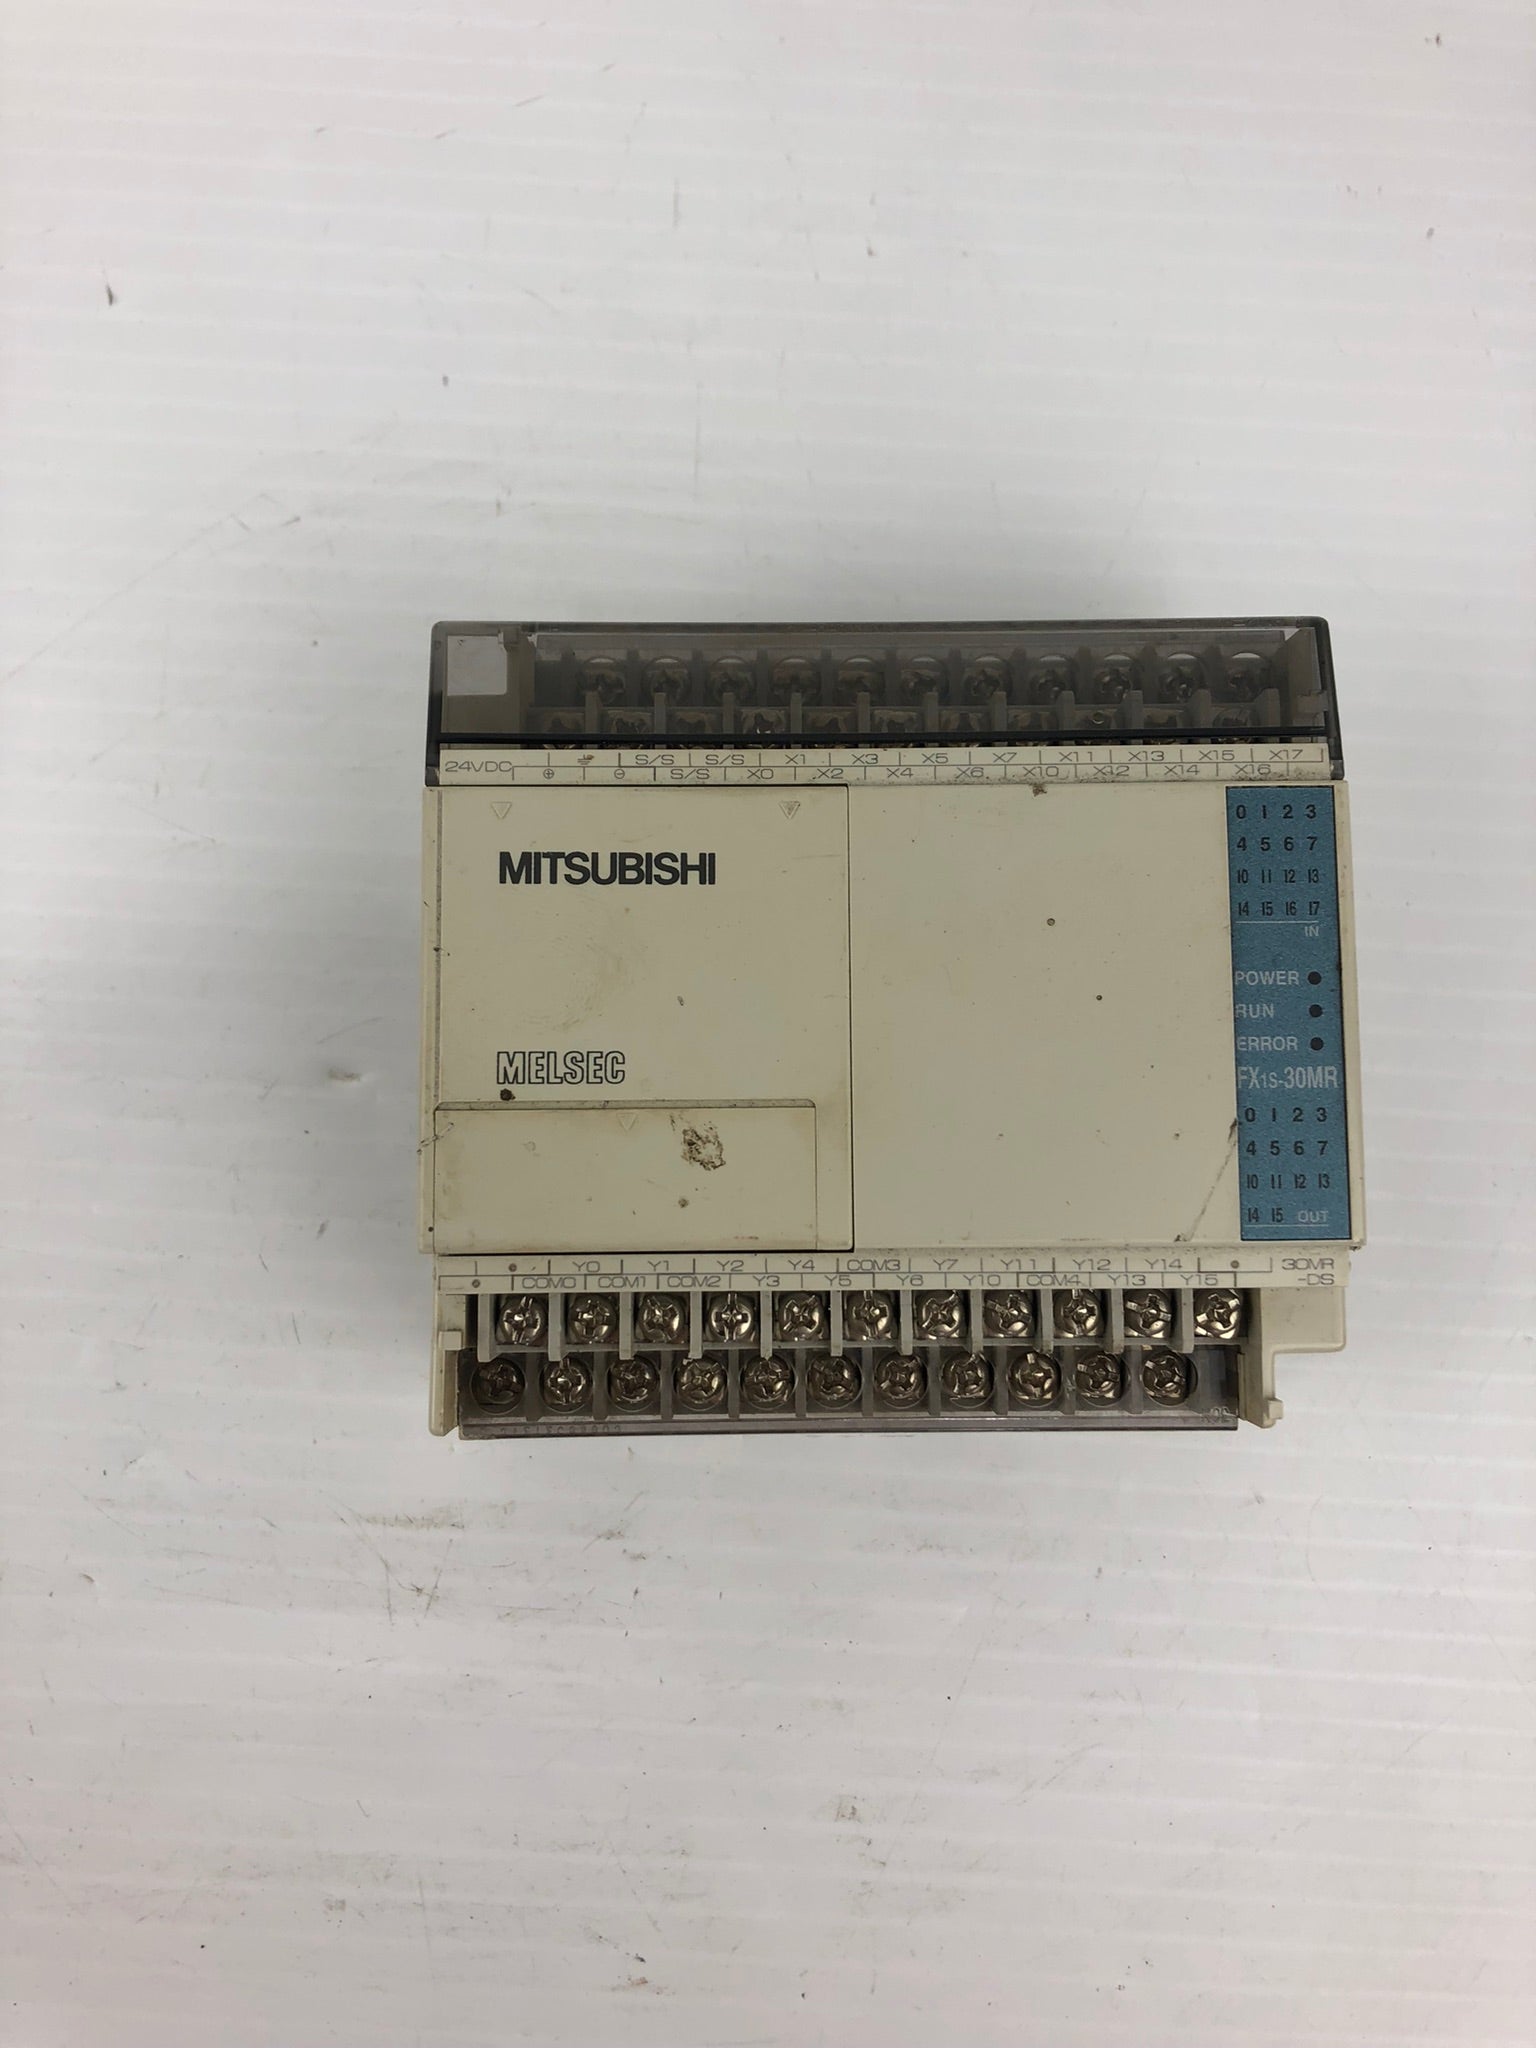 24VDC ⏚ S/S S/S X1 X3 X5 X7 X11 X13 X15 X17
⊕ ⊖ S/S X0 X2 X4 X6 X10 X12 X14 X16
MITSUBISHI
MELSEC
0 1 2 3
4 5 6 7
10 11 12 13
14 15 16 17
IN
POWER
RUN
ERROR
FX1S-30MR
0 1 2 3
4 5 6 7
10 11 12 13
14 15 OUT
• Y0 Y1 Y2 Y4 COM3 Y7 Y11 Y12 Y14 • 30MR
• COM0 COM1 COM2 Y3 Y5 Y6 Y10 COM4 Y13 Y15 -DS